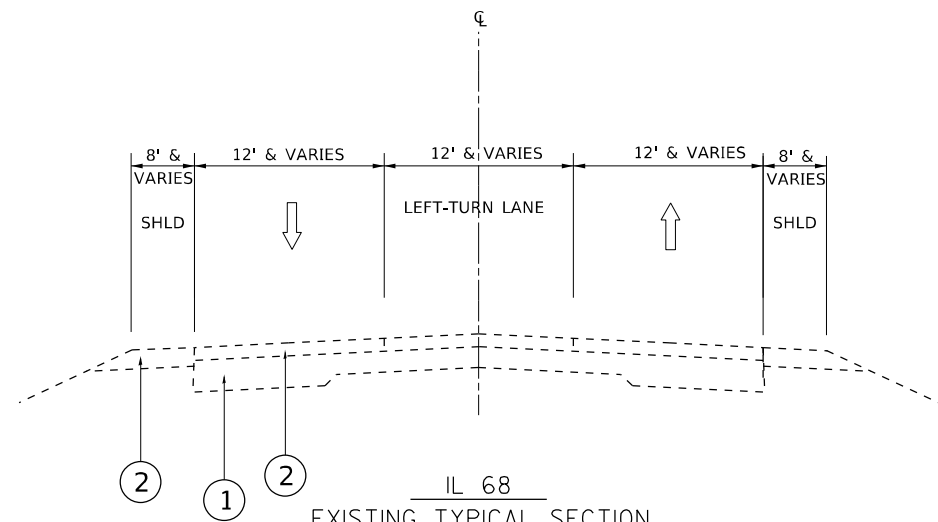 ℄
8' & VARIES SHLD
12' & VARIES
12' & VARIES
12' & VARIES
8' & VARIES SHLD
LEFT-TURN LANE
2
1
2
IL 68
EXISTING TYPICAL SECTION